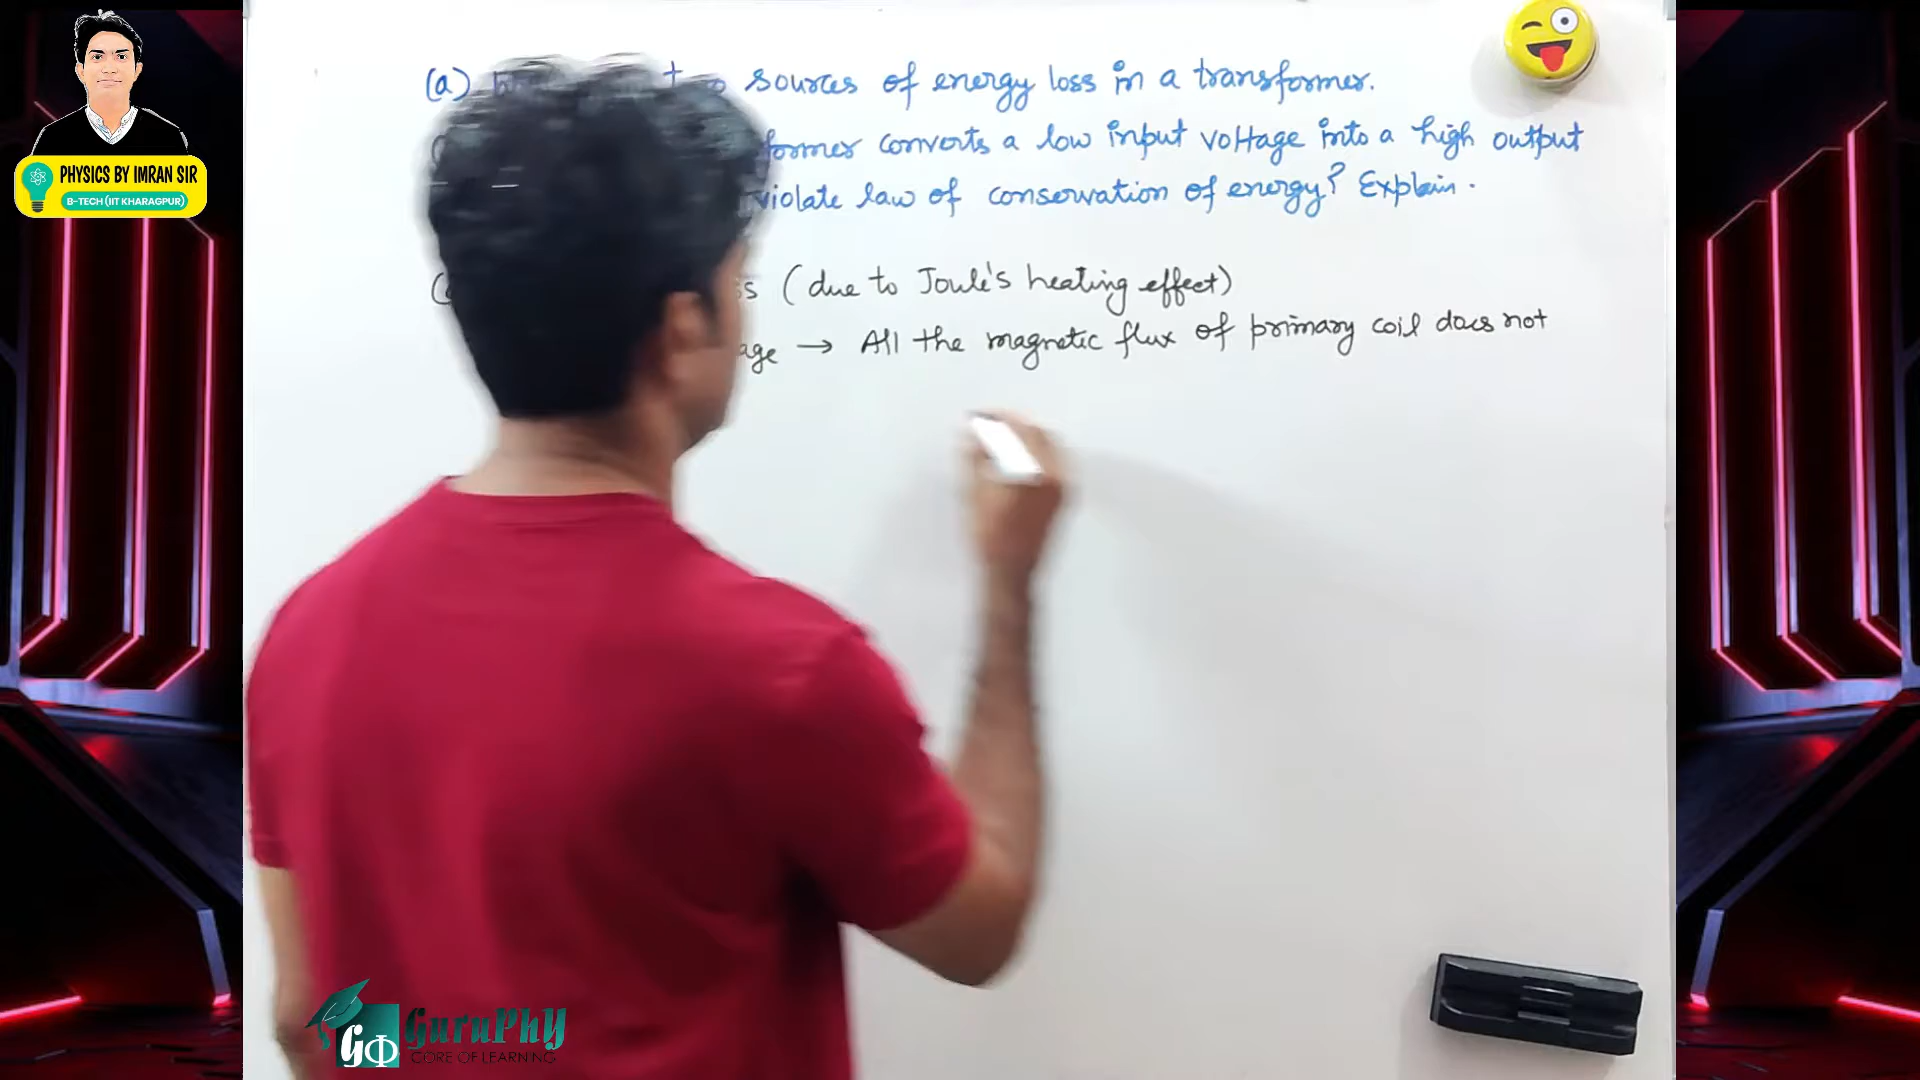 (a) sources of energy loss in a transformer.
former converts a low input voltage into a high output
violate law of conservation of energy? Explain.
(due to Joule's heating effect)
age → All the magnetic flux of primary coil does not
PHYSICS BY IMRAN SIR
B-TECH (IIT KHARAGPUR)
GΦ GuruPhy
CORE OF LEARNING